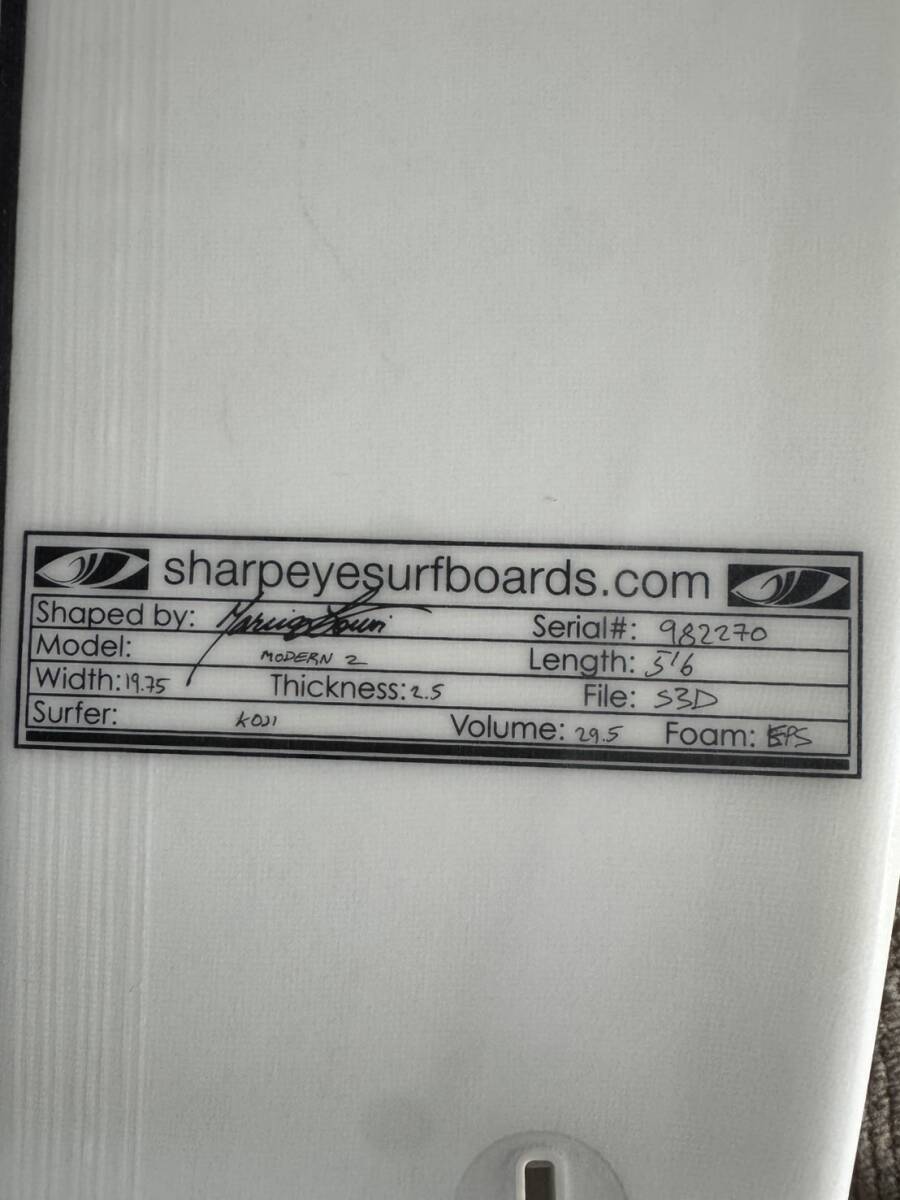 sharpeyesurfboards.com
Shaped by: Serial#: 982270
Model: MODERN 2 Length: 5'6
Width: 19.75 Thickness: 2.5 File: S3D
Surfer: KOJI Volume: 29.5 Foam: EPS